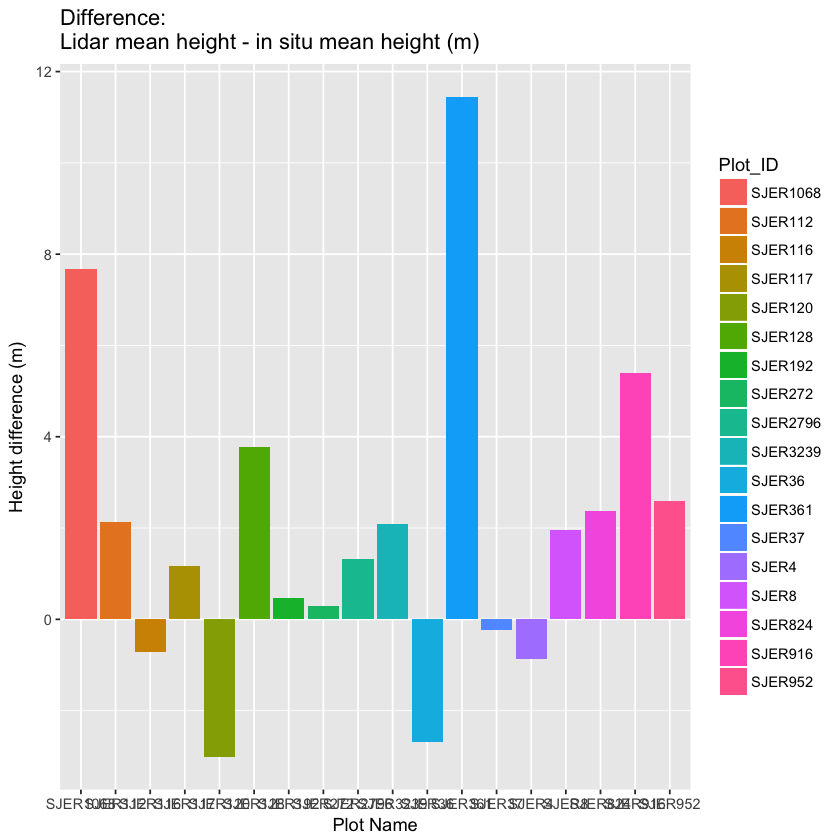 Difference:
Lidar mean height - in situ mean height (m)
12
8
4
0
Height difference (m)
Plot Name
Plot_ID
SJER1068
SJER112
SJER116
SJER117
SJER120
SJER128
SJER192
SJER272
SJER2796
SJER3239
SJER36
SJER361
SJER37
SJER4
SJER8
SJER824
SJER916
SJER952